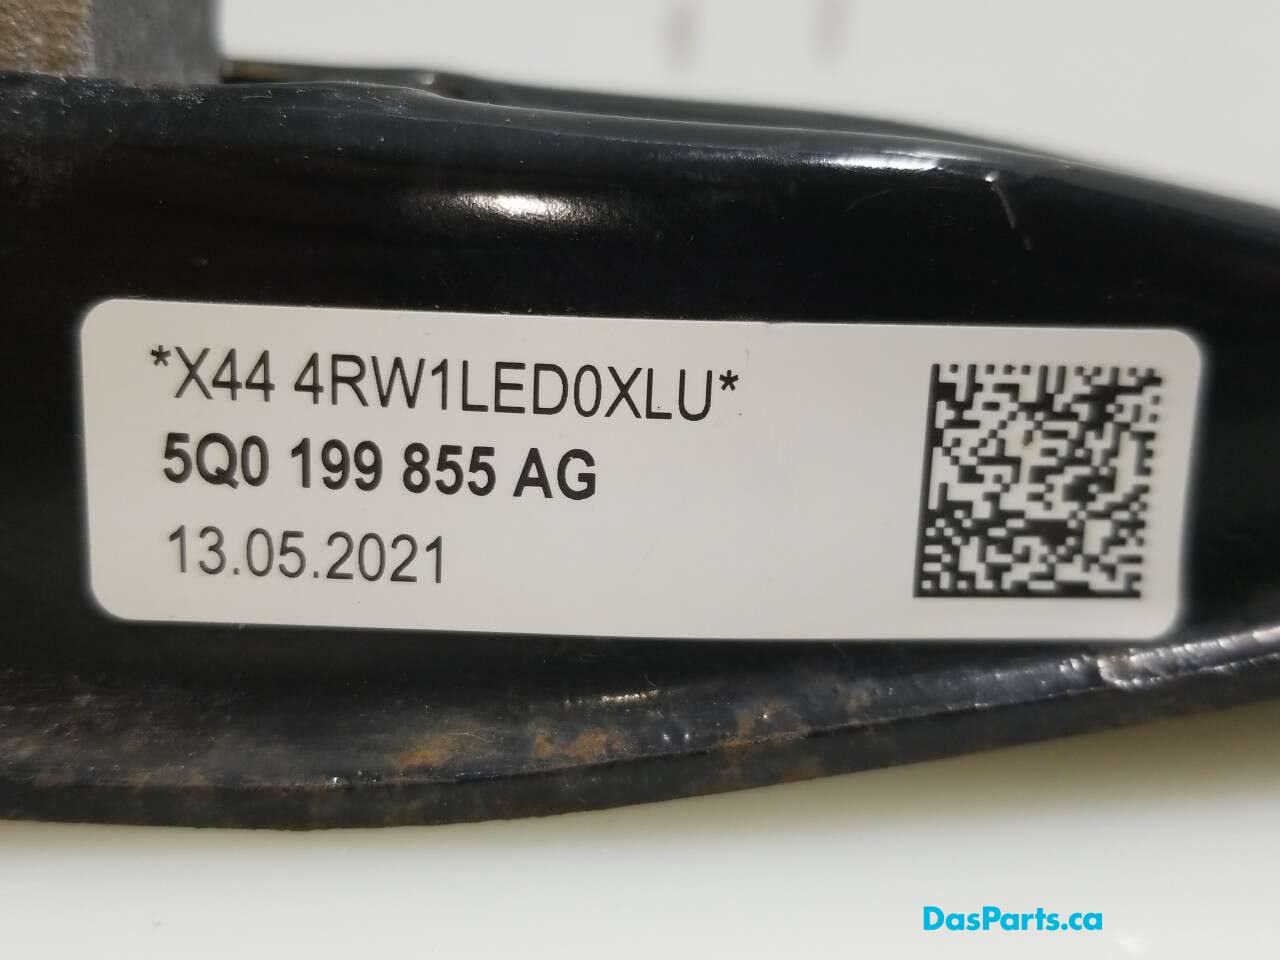 *X44 4RW1LED0XLU*
5Q0 199 855 AG
13.05.2021
DasParts.ca